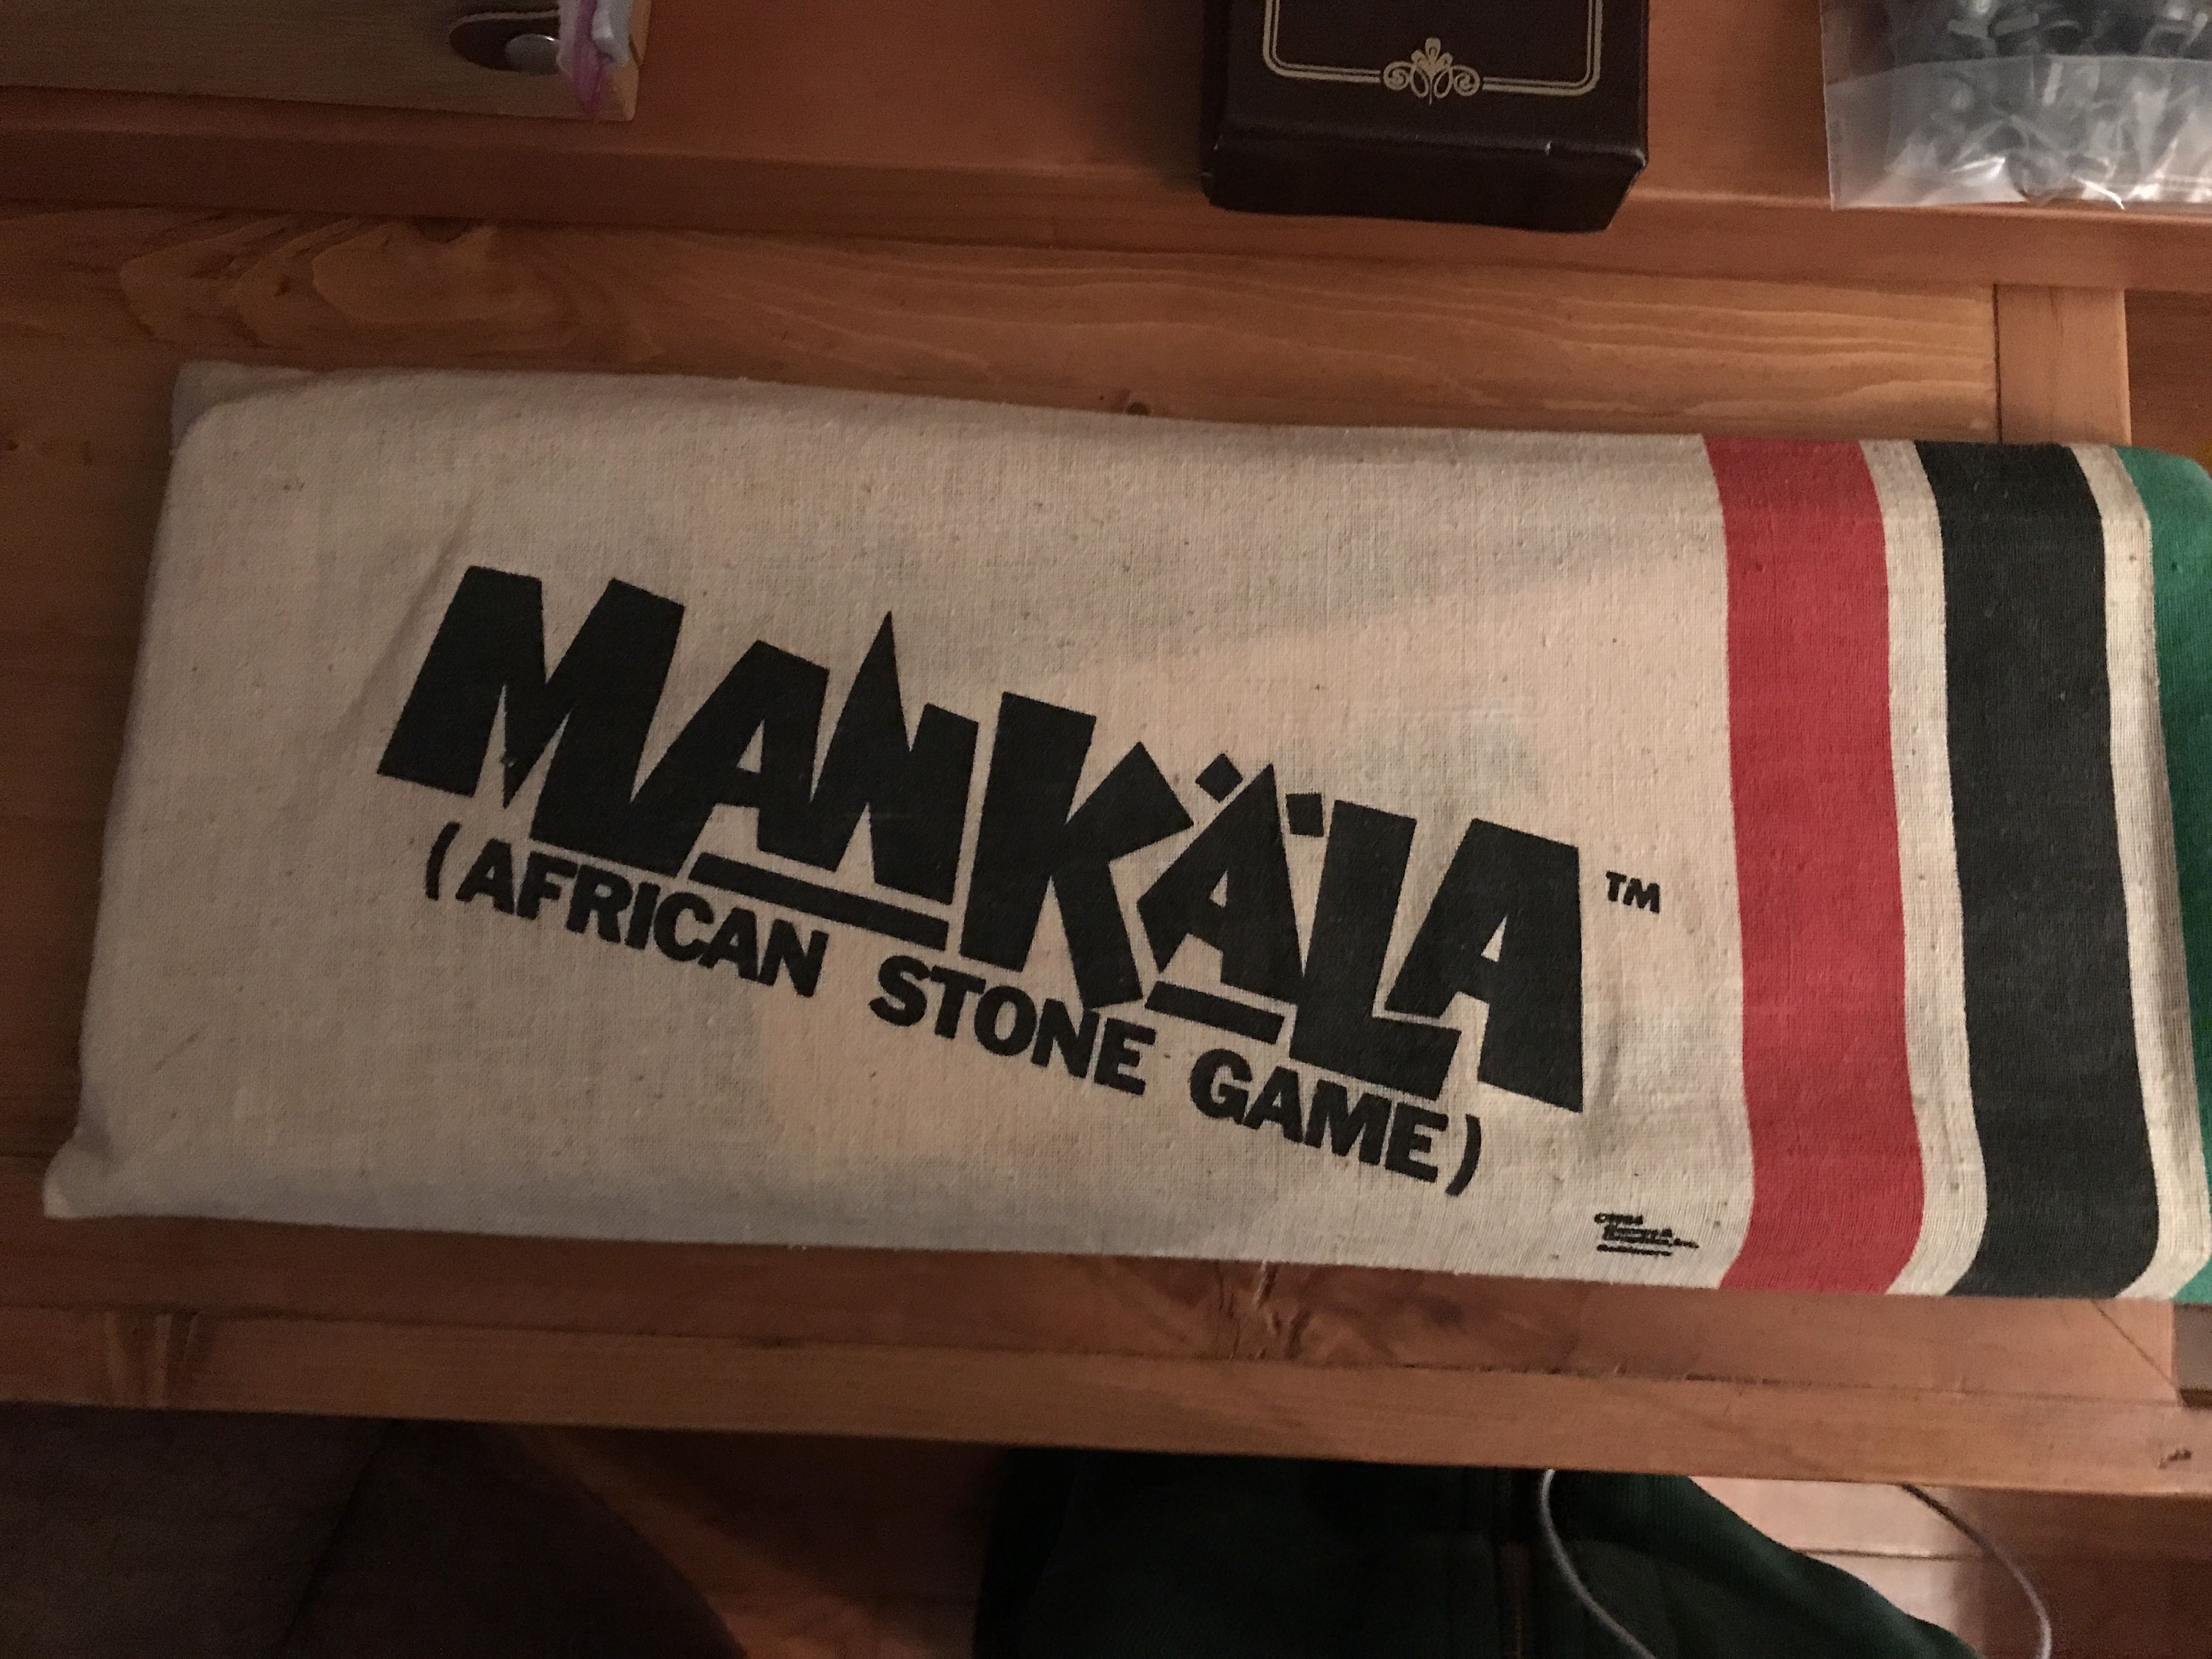 MANKÄLA™
(AFRICAN STONE GAME)